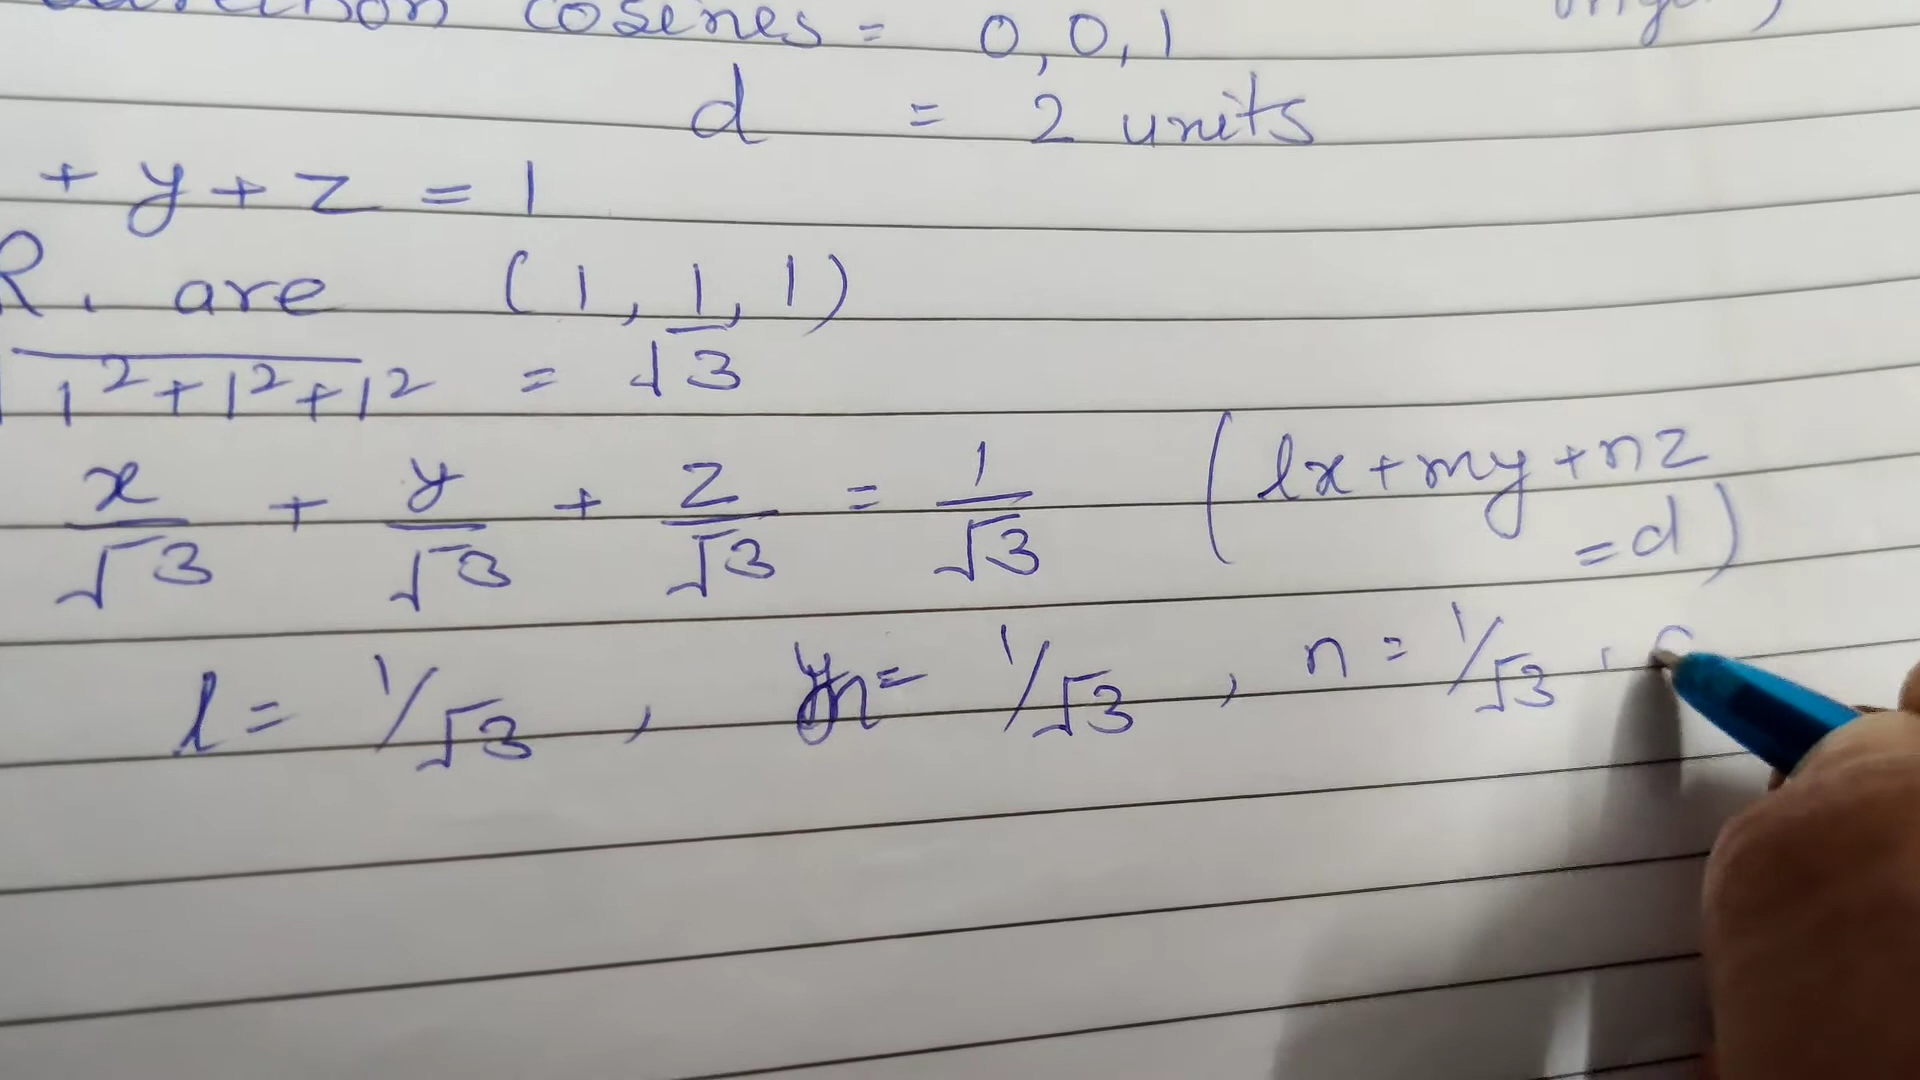 cosines = 0, 0, 1
d = 2 units
+ y + z = 1
R. are (1, 1, 1)
√1² + 1² + 1² = √3
x/√3 + y/√3 + z/√3 = 1/√3 (lx + my + nz
= d)
l = 1/√3, m = 1/√3, n = 1/√3,